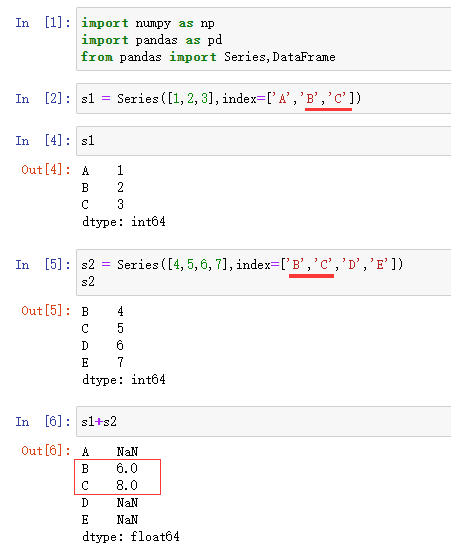 In [1]: import numpy as np
import pandas as pd
from pandas import Series,DataFrame
In [2]: s1 = Series([1,2,3],index=['A','B','C'])
In [4]: s1
Out[4]: A 1
B 2
C 3
dtype: int64
In [5]: s2 = Series([4,5,6,7],index=['B','C','D','E'])
s2
Out[5]: B 4
C 5
D 6
E 7
dtype: int64
In [6]: s1+s2
Out[6]: A NaN
B 6.0
C 8.0
D NaN
E NaN
dtype: float64